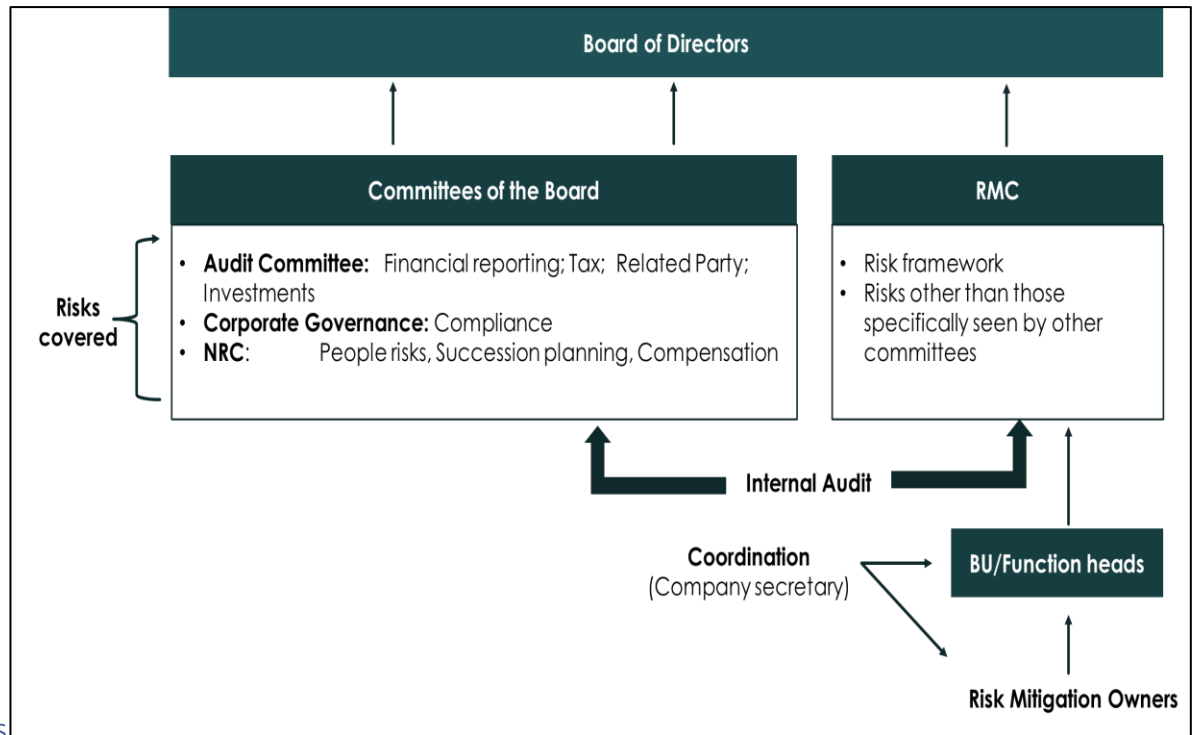 Board of Directors
Committees of the Board
RMC
Risks
covered
• Audit Committee: Financial reporting; Tax; Related Party;
Investments
• Corporate Governance: Compliance
• NRC: People risks, Succession planning, Compensation
• Risk framework
• Risks other than those
specifically seen by other
committees
Internal Audit
Coordination
(Company secretary)
BU/Function heads
Risk Mitigation Owners
s